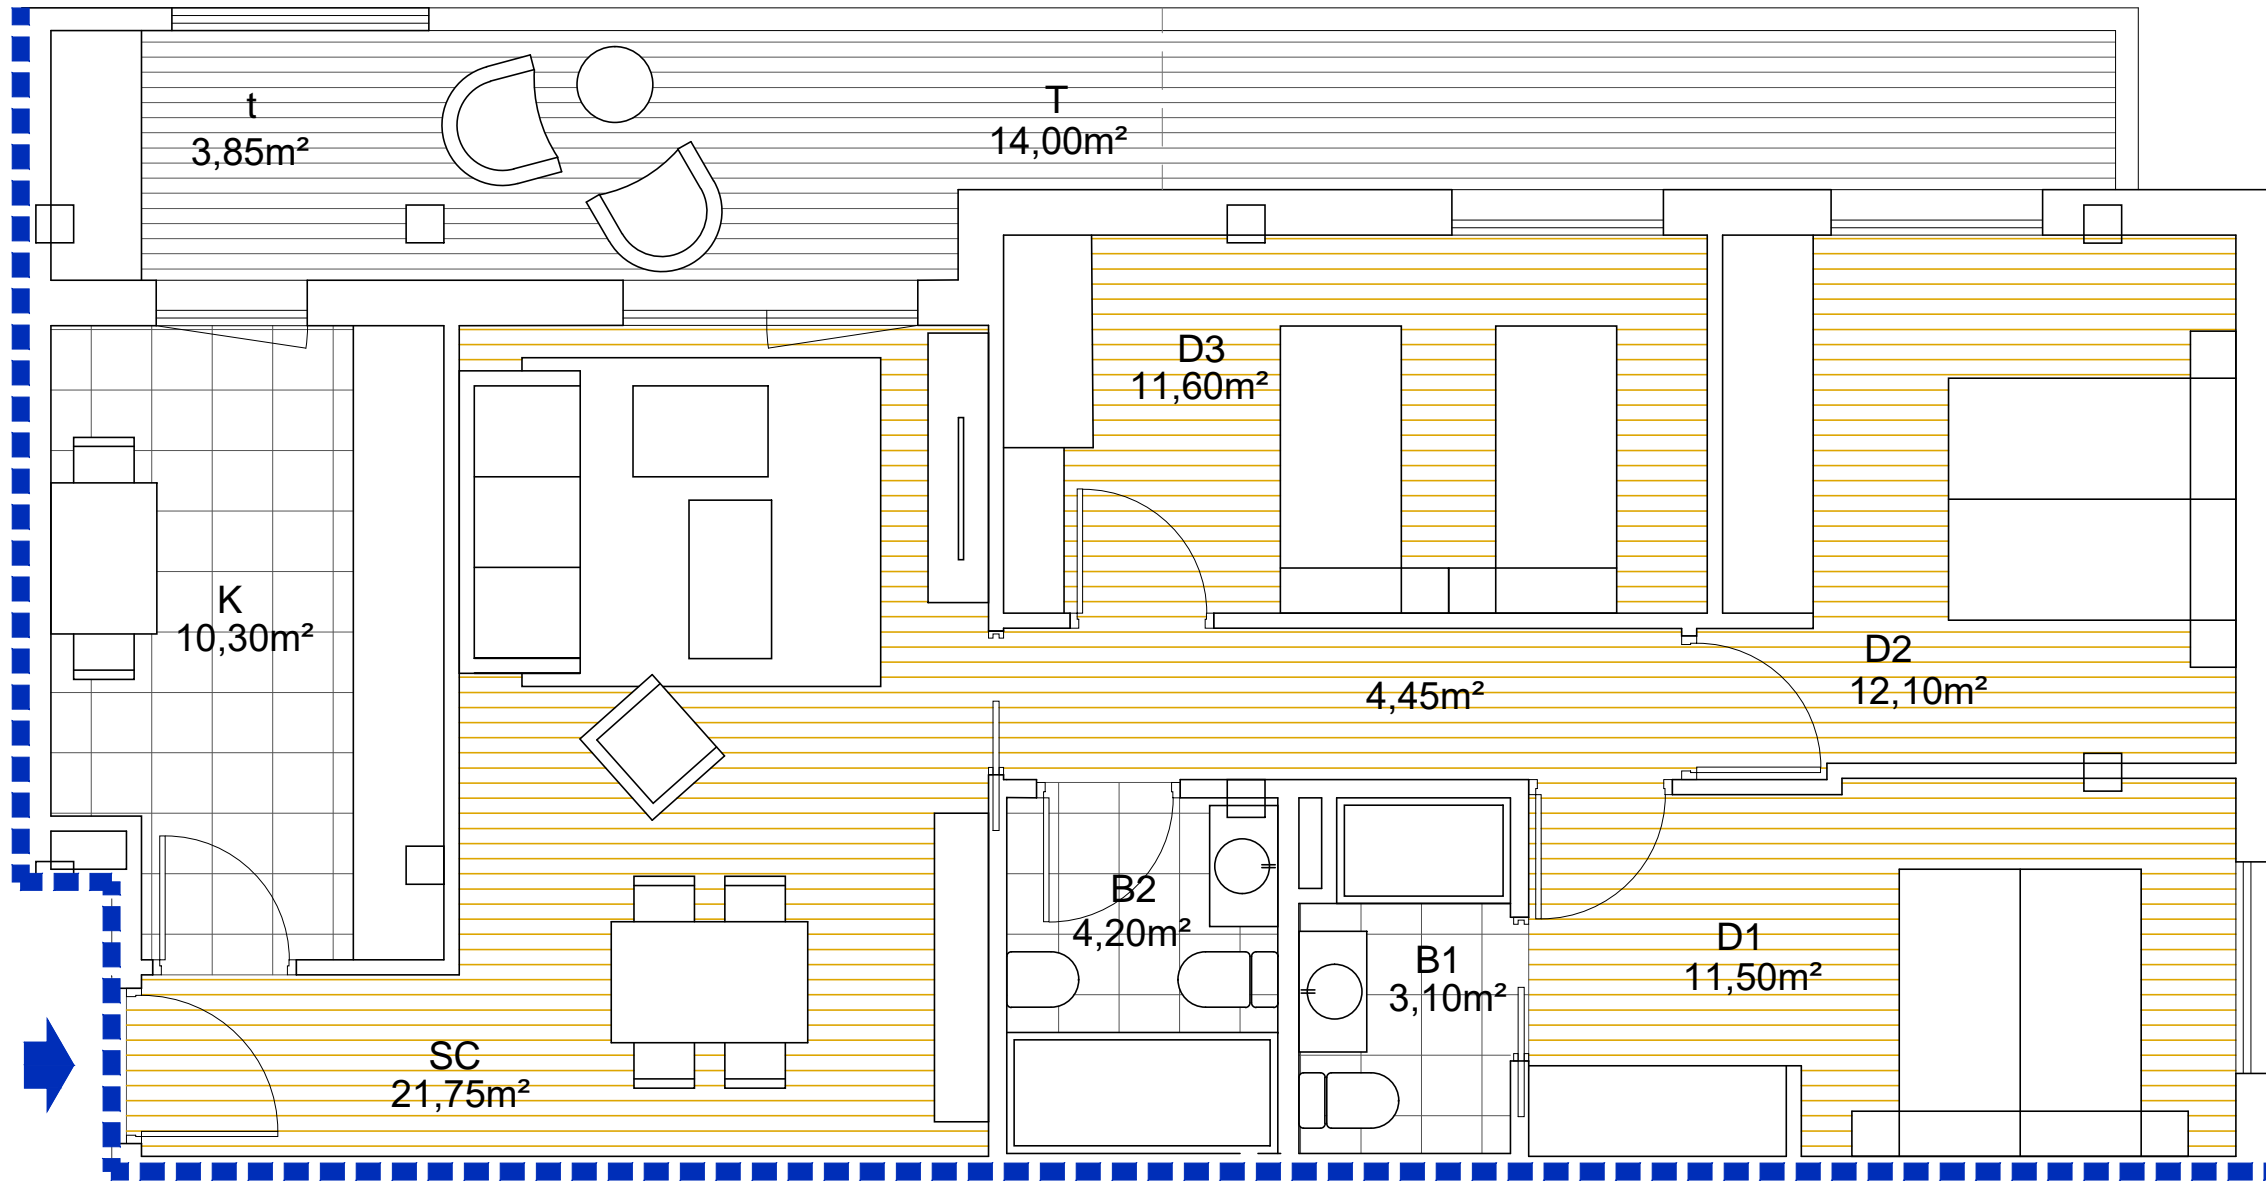 t
3,85m²
T
14,00m²
D3
11,60m²
K
10,30m²
D2
12,10m²
4,45m²
B2
4,20m²
B1
3,10m²
D1
11,50m²
SC
21,75m²